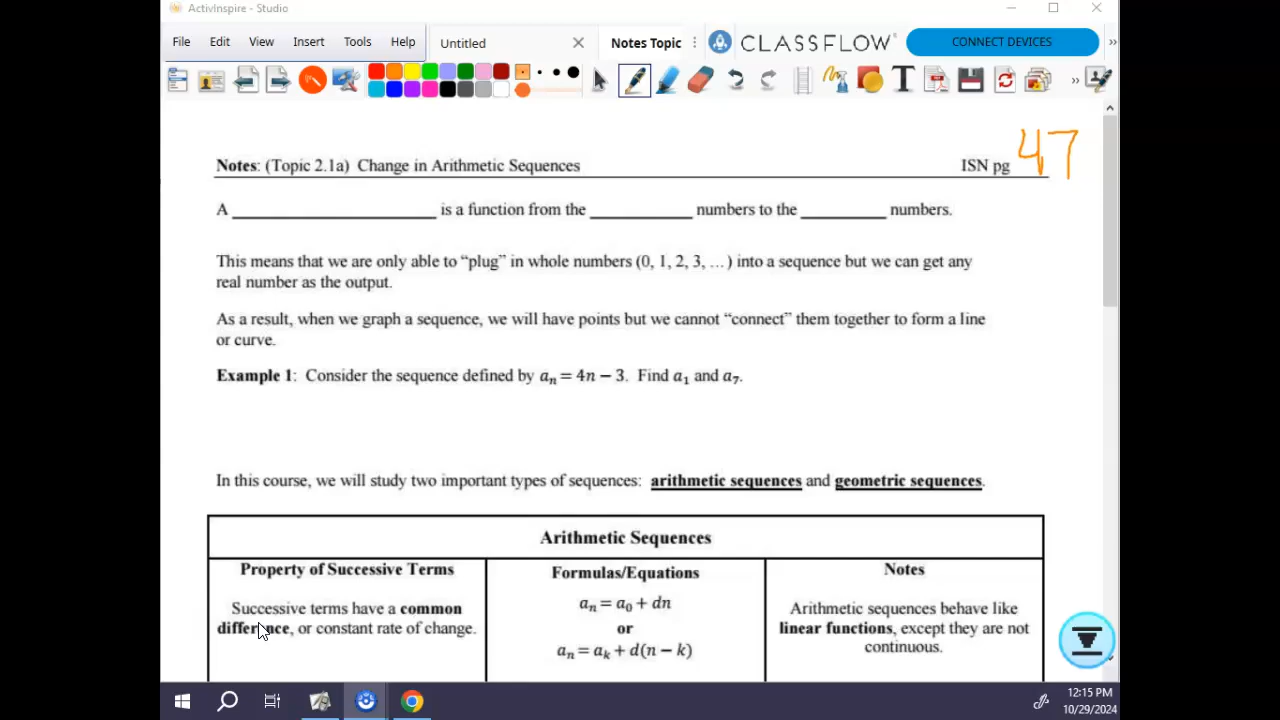 ActivInspire - Studio
File Edit View Insert Tools Help Untitled Notes Topic CLASSFLOW CONNECT DEVICES
47
Notes: (Topic 2.1a) Change in Arithmetic Sequences ISN pg
A ____________________ is a function from the __________ numbers to the ________ numbers.
This means that we are only able to “plug” in whole numbers (0, 1, 2, 3, …) into a sequence but we can get any
real number as the output.
As a result, when we graph a sequence, we will have points but we cannot “connect” them together to form a line
or curve.
Example 1: Consider the sequence defined by aₙ = 4n − 3. Find a₁ and a₇.
In this course, we will study two important types of sequences: arithmetic sequences and geometric sequences.
Arithmetic Sequences
Property of Successive Terms
Successive terms have a common
difference, or constant rate of change.
Formulas/Equations
aₙ = a₀ + dn
or
aₙ = aₖ + d(n − k)
Notes
Arithmetic sequences behave like
linear functions, except they are not
continuous.
12:15 PM
10/29/2024